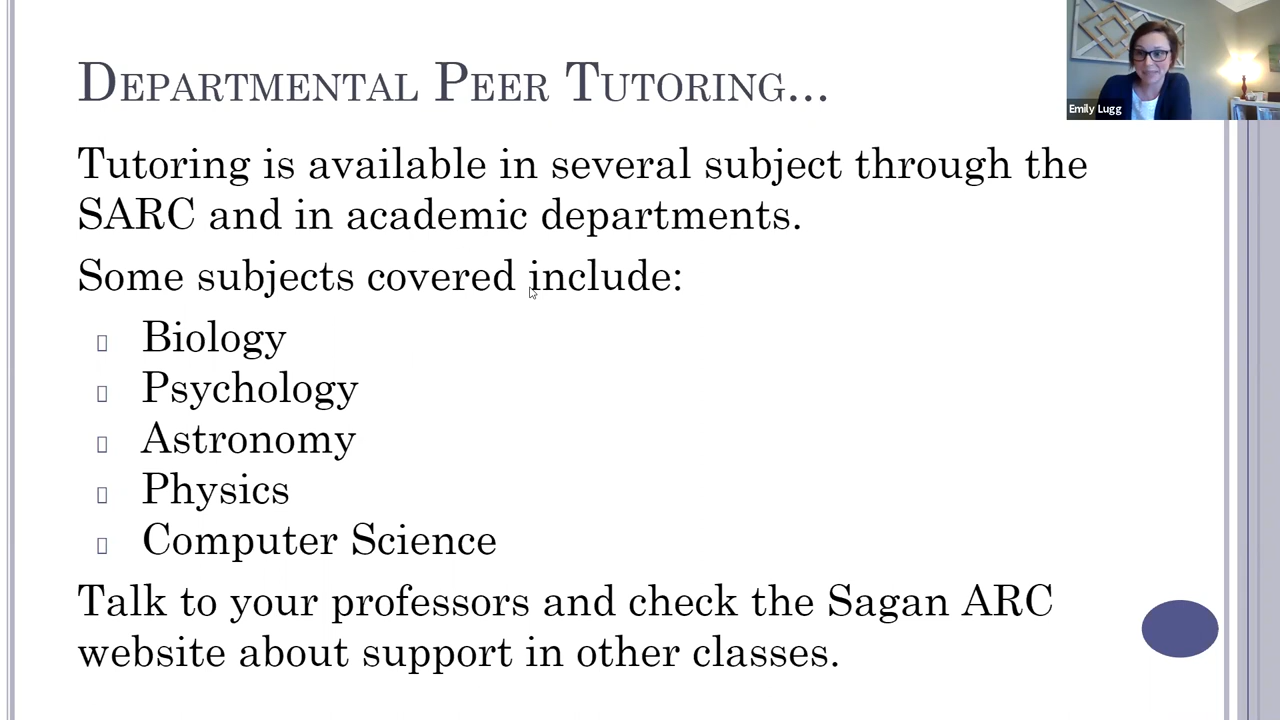 DEPARTMENTAL PEER TUTORING...
Emily Lugg
Tutoring is available in several subject through the
SARC and in academic departments.
Some subjects covered include:
Biology
Psychology
Astronomy
Physics
Computer Science
Talk to your professors and check the Sagan ARC
website about support in other classes.